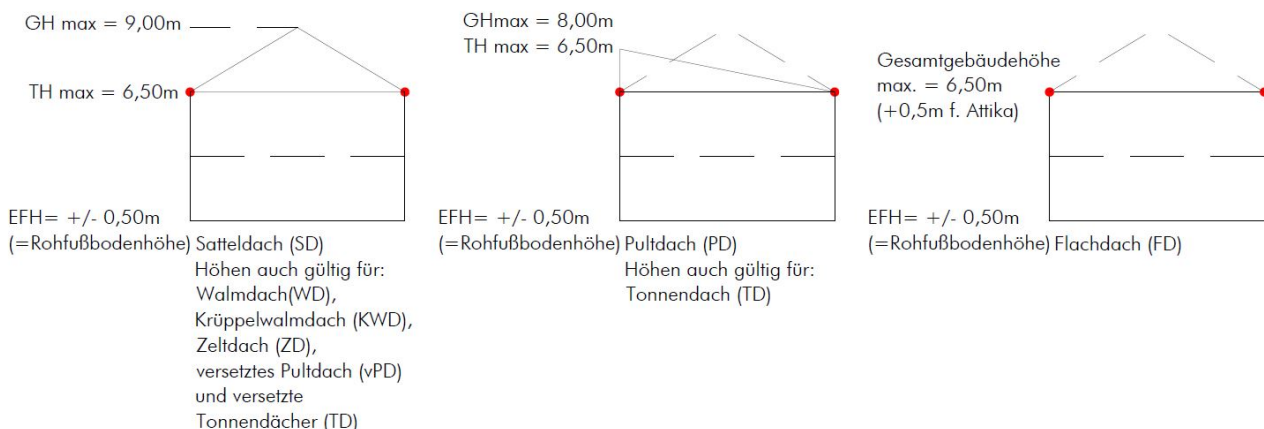 GH max = 9,00m
TH max = 6,50m
EFH= +/- 0,50m
(=Rohfußbodenhöhe)
Satteldach (SD)
Höhen auch gültig für:
Walmdach(WD),
Krüppelwalmdach (KWD),
Zeltdach (ZD),
versetztes Pultdach (vPD)
und versetzte
Tonnendächer (TD)
GHmax = 8,00m
TH max = 6,50m
EFH= +/- 0,50m
(=Rohfußbodenhöhe)
Pultdach (PD)
Höhen auch gültig für:
Tonnendach (TD)
Gesamtgebäudehöhe
max. = 6,50m
(+0,5m f. Attika)
EFH= +/- 0,50m
(=Rohfußbodenhöhe)
Flachdach (FD)